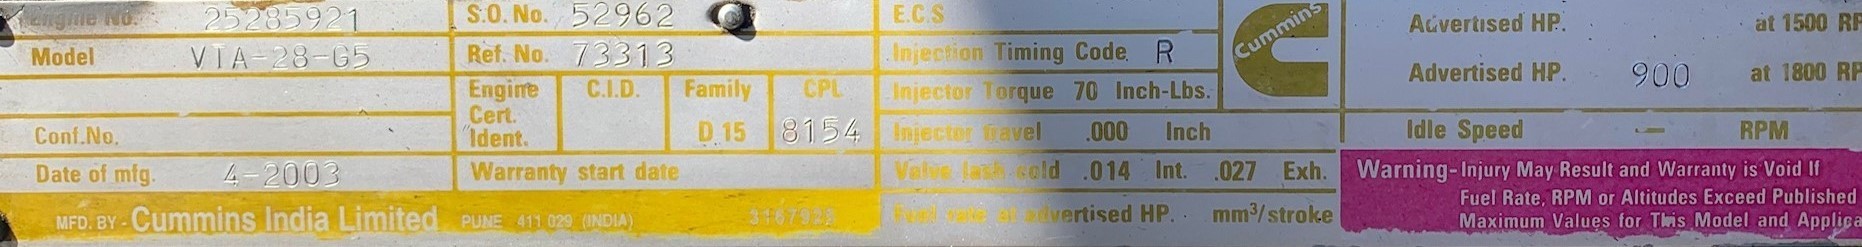 Engine No. 25285921
Model VTA-28-G5
Conf.No.
Date of mfg. 4-2003
MFD. BY - Cummins India Limited PUNE 411 029 (INDIA)
S.O. No. 52962
Ref. No. 73313
Engine Cert. Ident.
C.I.D.
Family D 15
CPL 8154
Warranty start date
E.C.S
Injection Timing Code R
Injector Torque 70 Inch-Lbs.
Injector travel .000 Inch
Valve lash cold .014 Int. .027 Exh.
Fuel rate at advertised HP. mm³/stroke
Cummins
Advertised HP. at 1500
Advertised HP. 900 at 1800
Idle Speed — RPM
Warning-Injury May Result and Warranty is Void If
Fuel Rate, RPM or Altitudes Exceed Published
Maximum Values for This Model and